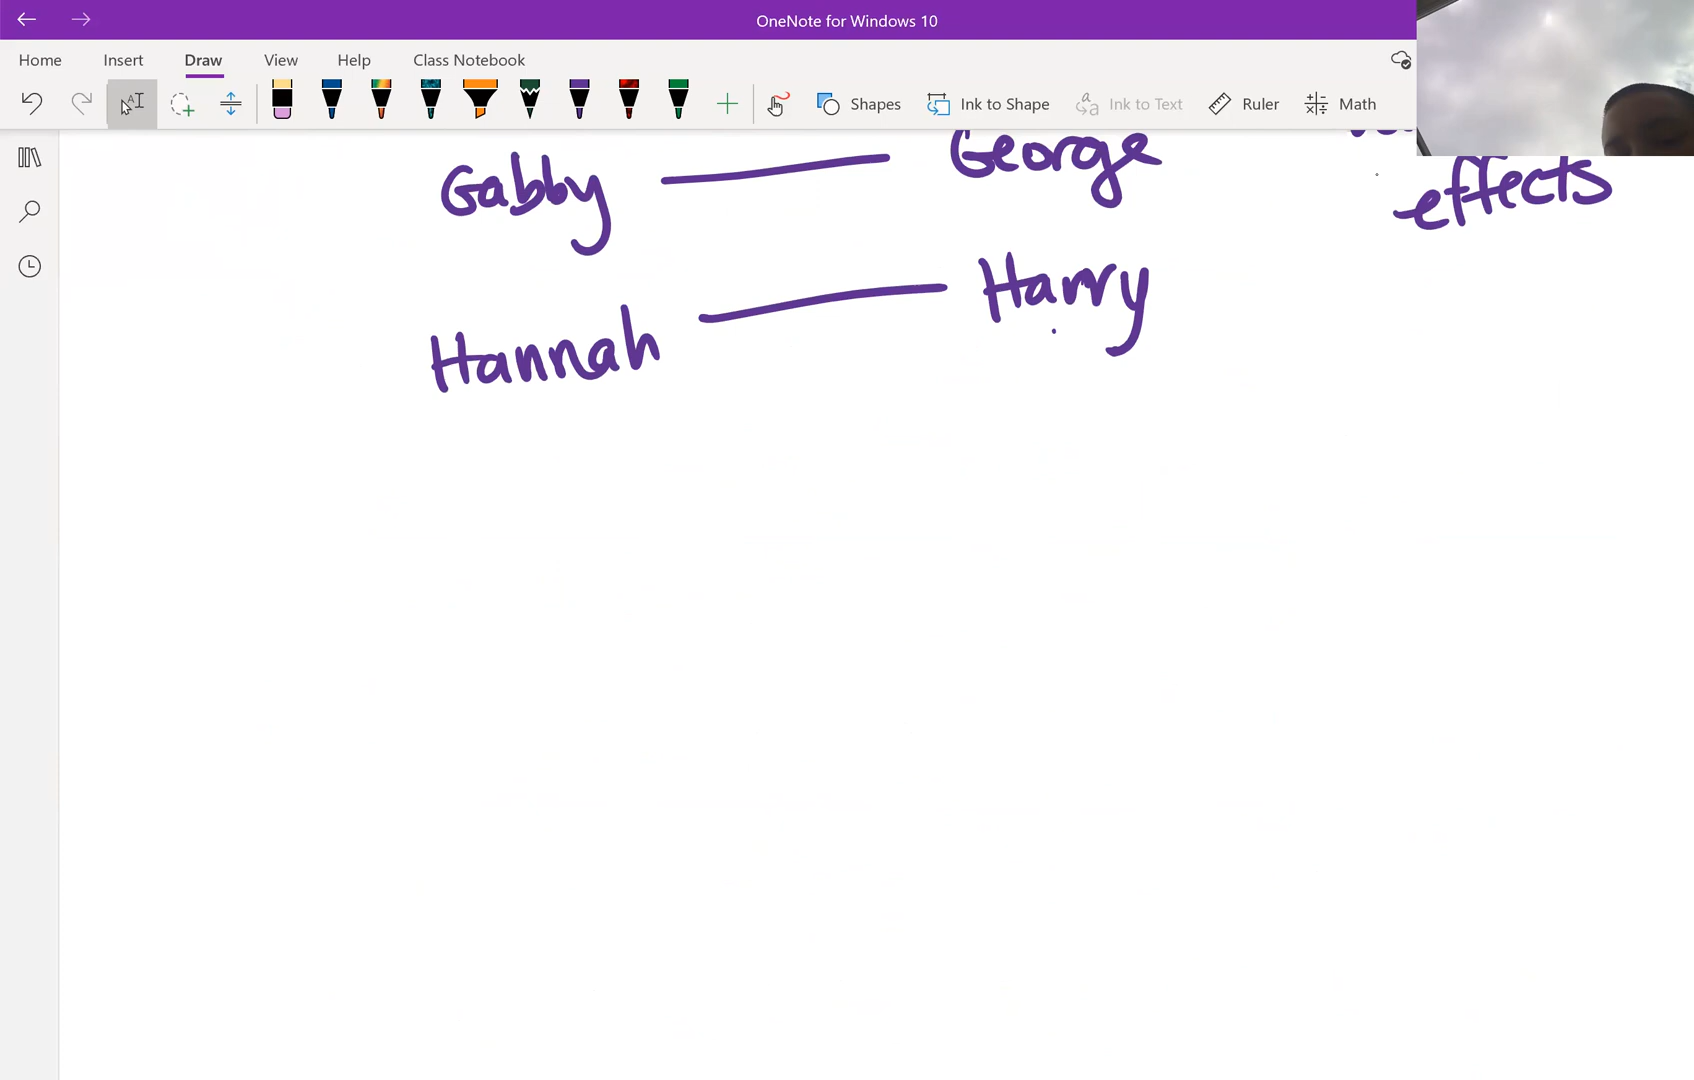 OneNote for Windows 10
Home Insert Draw View Help Class Notebook
Shapes Ink to Shape Ink to Text Ruler Math
Gabby George
effects
Hannah Harry